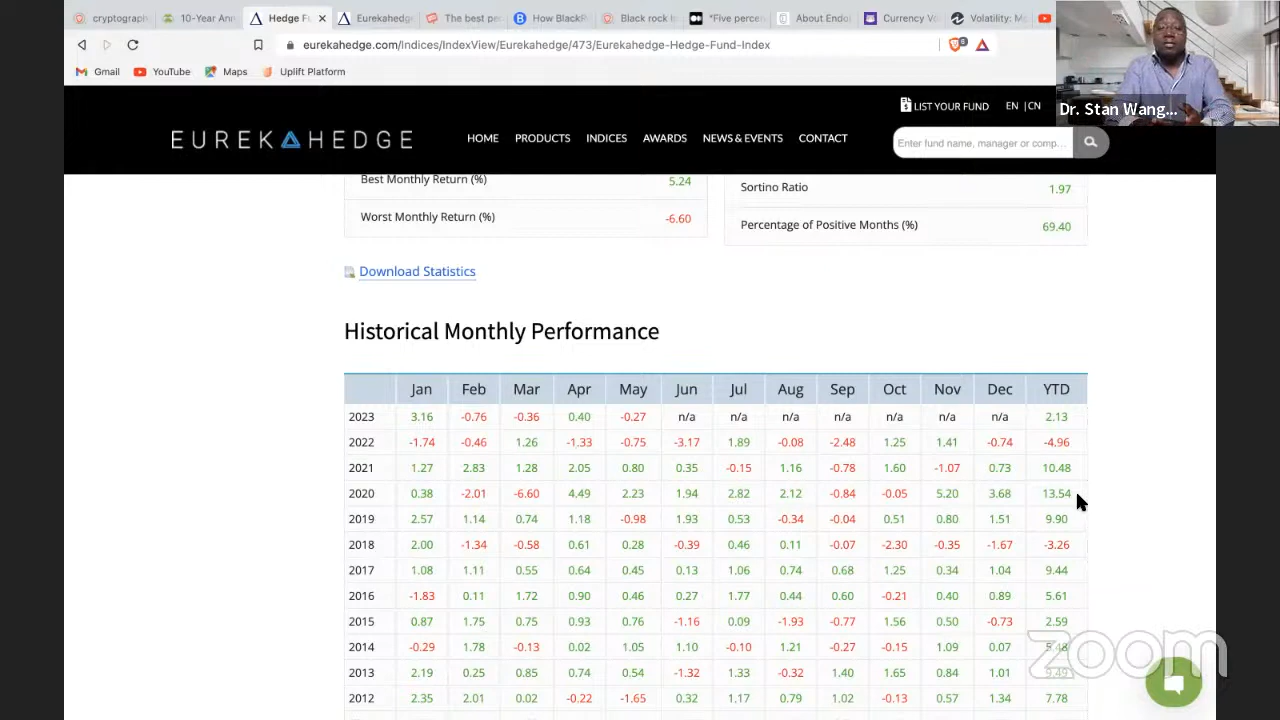 cryptograph
10-Year Ann
Hedge Fu
Eurekahedg
The best pe
How BlackR
Black rock i
*Five percen
About Endo
Currency Vo
Volatility: M
eurekahedge.com/Indices/IndexView/Eurekahedge/473/Eurekahedge-Hedge-Fund-Index
8
Gmail YouTube Maps Uplift Platform
Dr. Stan Wang...
LIST YOUR FUND EN | CN
EUREKAHEDGE
HOME PRODUCTS INDICES AWARDS NEWS & EVENTS CONTACT
Enter fund name, manager or comp...
Best Monthly Return (%) 5.24
Sortino Ratio 1.97
Worst Monthly Return (%) -6.60
Percentage of Positive Months (%) 69.40
Download Statistics
Historical Monthly Performance
Jan Feb Mar Apr May Jun Jul Aug Sep Oct Nov Dec YTD
2023 3.16 -0.76 -0.36 0.40 -0.27 n/a n/a n/a n/a n/a n/a n/a 2.13
2022 -1.74 -0.46 1.26 -1.33 -0.75 -3.17 1.89 -0.08 -2.48 1.25 1.41 -0.74 -4.96
2021 1.27 2.83 1.28 2.05 0.80 0.35 -0.15 1.16 -0.78 1.60 -1.07 0.73 10.48
2020 0.38 -2.01 -6.60 4.49 2.23 1.94 2.82 2.12 -0.84 -0.05 5.20 3.68 13.54
2019 2.57 1.14 0.74 1.18 -0.98 1.93 0.53 -0.34 -0.04 0.51 0.80 1.51 9.90
2018 2.00 -1.34 -0.58 0.61 0.28 -0.39 0.46 0.11 -0.07 -2.30 -0.35 -1.67 -3.26
2017 1.08 1.11 0.55 0.64 0.45 0.13 1.06 0.74 0.68 1.25 0.34 1.04 9.44
2016 -1.83 0.11 1.72 0.90 0.46 0.27 1.77 0.44 0.60 -0.21 0.40 0.89 5.61
2015 0.87 1.75 0.75 0.93 0.76 -1.16 0.09 -1.93 -0.77 1.56 0.50 -0.73 2.59
2014 -0.29 1.78 -0.13 0.02 1.05 1.10 -0.10 1.21 -0.27 -0.15 1.09 0.07
2013 2.19 0.25 0.85 0.74 0.54 -1.32 1.33 -0.32 1.40 1.65 0.84 1.01
2012 2.35 2.01 0.02 -0.22 -1.65 0.32 1.17 0.79 1.02 -0.13 0.57 1.34 7.78
zoom